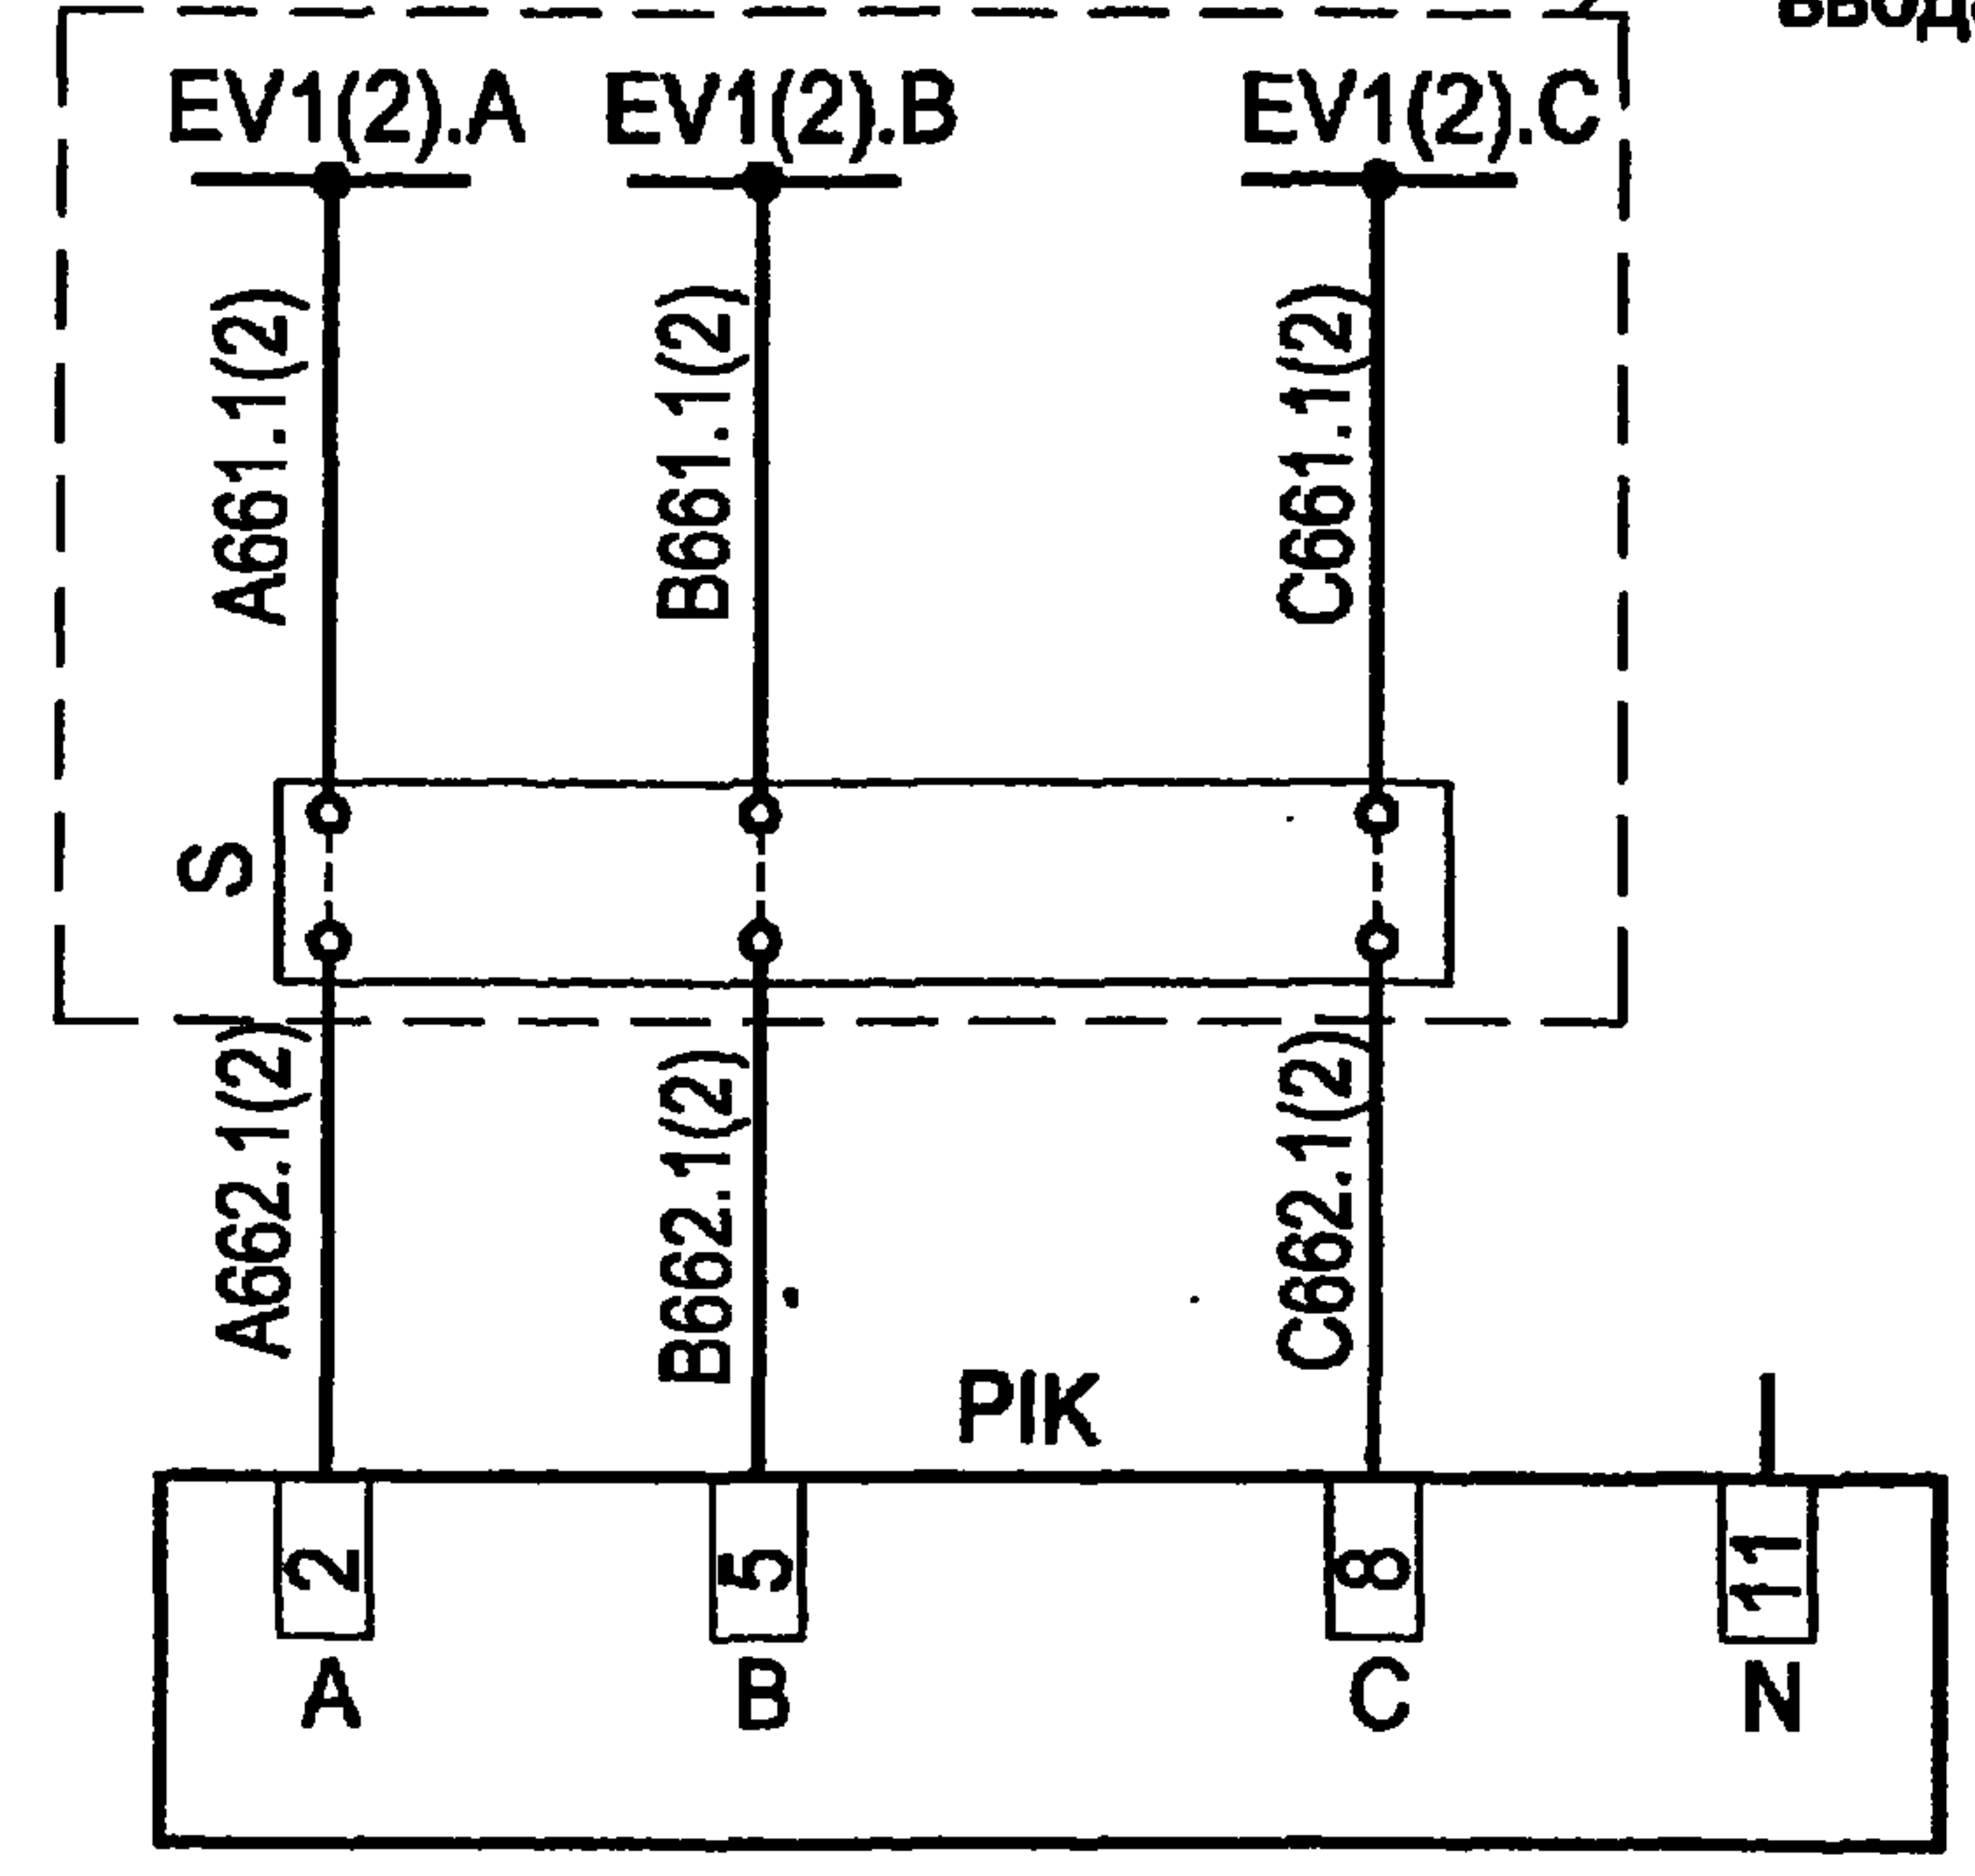 EV1(2).A EV1(2).B EV1(2).C
A661.1(2)
B661.1(2)
C661.1(2)
S
A662.1(2)
B662.1(2)
C662.1(2)
PIK
2 5 8 11
A B C N